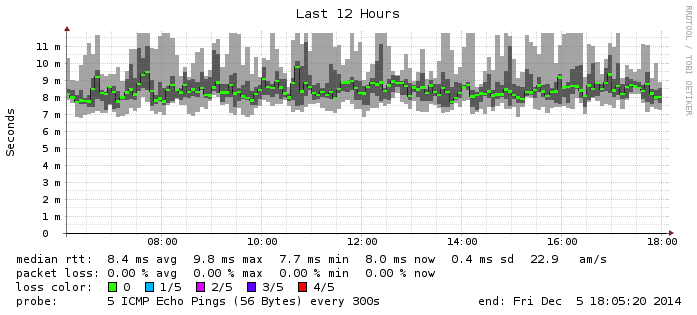 Last 12 Hours
RRDTOOL / TOBI OETIKER
Seconds
11 m
10 m
9 m
8 m
7 m
6 m
5 m
4 m
3 m
2 m
1 m
0
08:00 10:00 12:00 14:00 16:00 18:00
median rtt: 8.4 ms avg 9.8 ms max 7.7 ms min 8.0 ms now 0.4 ms sd 22.9 am/s
packet loss: 0.00 % avg 0.00 % max 0.00 % min 0.00 % now
loss color: 0 1/5 2/5 3/5 4/5
probe: 5 ICMP Echo Pings (56 Bytes) every 300s end: Fri Dec 5 18:05:20 2014